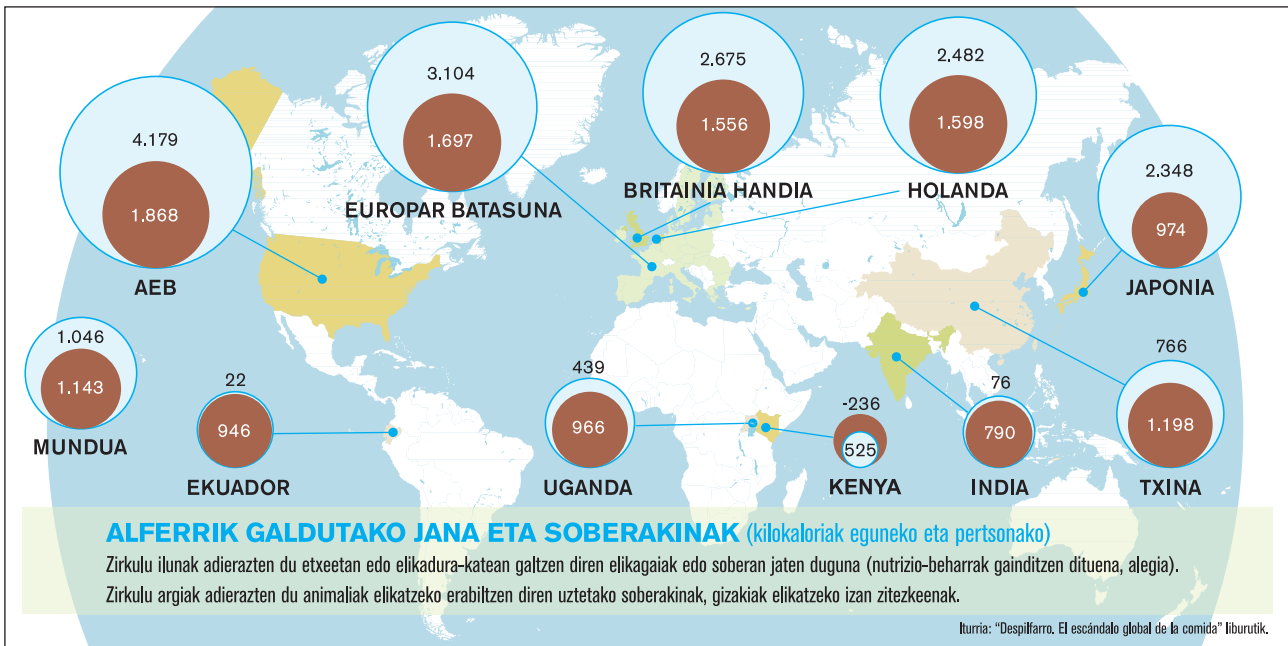 4.179
1.868
AEB
3.104
1.697
EUROPAR BATASUNA
2.675
1.556
BRITAINIA HANDIA
2.482
1.598
HOLANDA
2.348
974
JAPONIA
1.046
1.143
MUNDUA
22
946
EKUADOR
439
966
UGANDA
-236
525
KENYA
76
790
INDIA
766
1.198
TXINA
ALFERRIK GALDUTAKO JANA ETA SOBERAKINAK (kilokaloriak eguneko eta pertsonako)
Zirkulu ilunak adierazten du etxeetan edo elikadura-katean galtzen diren elikagaiak edo soberan jaten duguna (nutrizio-beharrak gainditzen dituena, alegia).
Zirkulu argiak adierazten du animaliak elikatzeko erabiltzen diren uztetako soberakinak, gizakiak elikatzeko izan zitezkeenak.
Iturria: "Despilfarro. El escándalo global de la comida" liburutik.